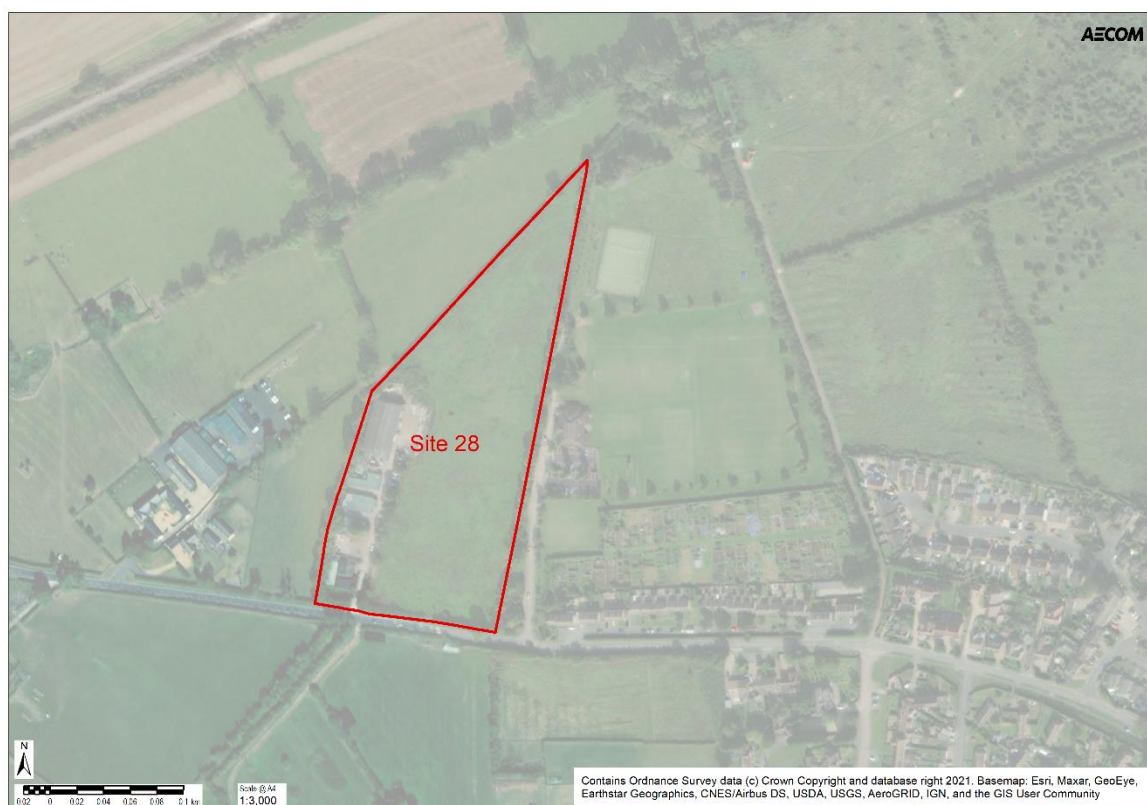 AECOM
Site 28
N
0.02 0 0.02 0.04 0.06 0.08 0.1 km
Scale @ A4
1:3,000
Contains Ordnance Survey data (c) Crown Copyright and database right 2021. Basemap: Esri, Maxar, GeoEye,
Earthstar Geographics, CNES/Airbus DS, USDA, USGS, AeroGRID, IGN, and the GIS User Community